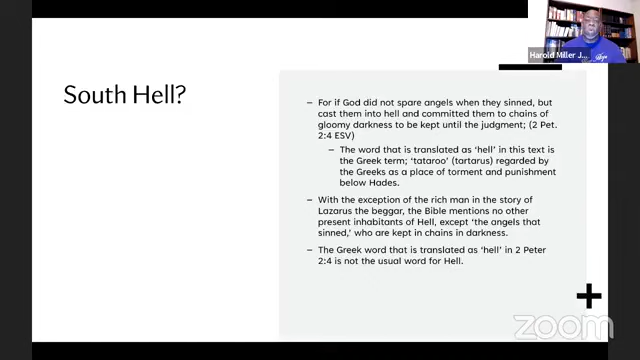 Harold Miller J...
South Hell?
– For if God did not spare angels when they sinned, but
cast them into hell and committed them to chains of
gloomy darkness to be kept until the judgment; (2 Pet.
2:4 ESV)
– The word that is translated as ‘hell’ in this text is
the Greek term; ‘tataroo’ (tartarus) regarded by
the Greeks as a place of torment and punishment
below Hades.
– With the exception of the rich man in the story of
Lazarus the beggar, the Bible mentions no other
present inhabitants of Hell, except ‘the angels that
sinned,’ who are kept in chains in darkness.
– The Greek word that is translated as ‘hell’ in 2 Peter
2:4 is not the usual word for Hell.
zoom